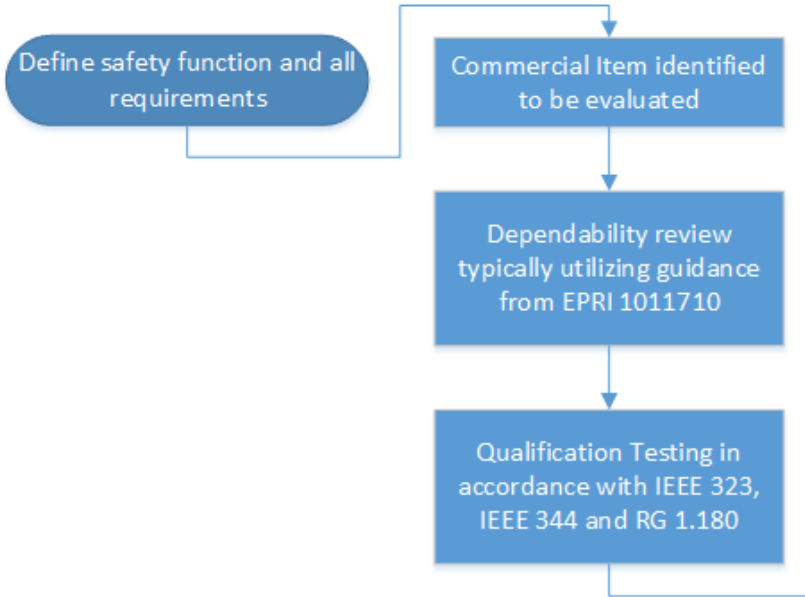 Define safety function and all
requirements
Commercial Item identified
to be evaluated
Dependability review
typically utilizing guidance
from EPRI 1011710
Qualification Testing in
accordance with IEEE 323,
IEEE 344 and RG 1.180